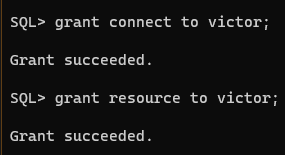 SQL> grant connect to victor;
Grant succeeded.
SQL> grant resource to victor;
Grant succeeded.